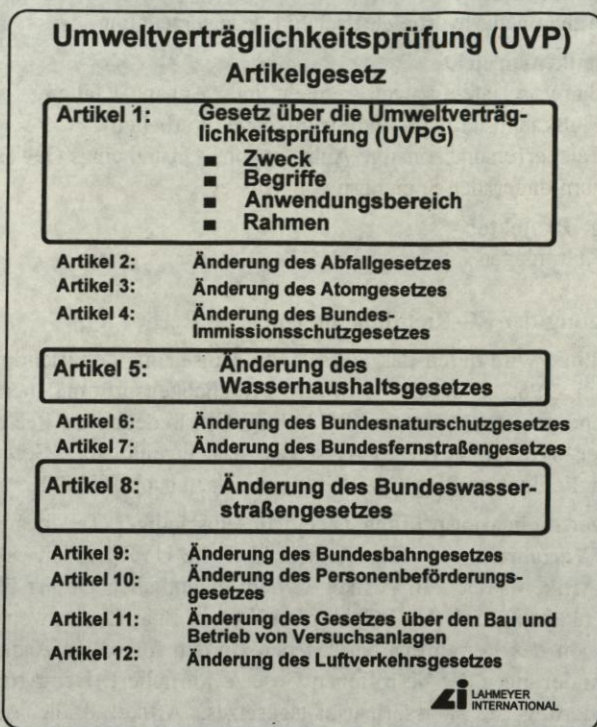 Umweltverträglichkeitsprüfung (UVP)
Artikelgesetz
Artikel 1: Gesetz über die Umweltverträg-
lichkeitsprüfung (UVPG)
■ Zweck
■ Begriffe
■ Anwendungsbereich
■ Rahmen
Artikel 2: Änderung des Abfallgesetzes
Artikel 3: Änderung des Atomgesetzes
Artikel 4: Änderung des Bundes-
Immissionsschutzgesetzes
Artikel 5: Änderung des
Wasserhaushaltsgesetzes
Artikel 6: Änderung des Bundesnaturschutzgesetzes
Artikel 7: Änderung des Bundesfernstraßengesetzes
Artikel 8: Änderung des Bundeswasser-
straßengesetzes
Artikel 9: Änderung des Bundesbahngesetzes
Artikel 10: Änderung des Personenbeförderungs-
gesetzes
Artikel 11: Änderung des Gesetzes über den Bau und
Betrieb von Versuchsanlagen
Artikel 12: Änderung des Luftverkehrsgesetzes
LAHMEYER
INTERNATIONAL